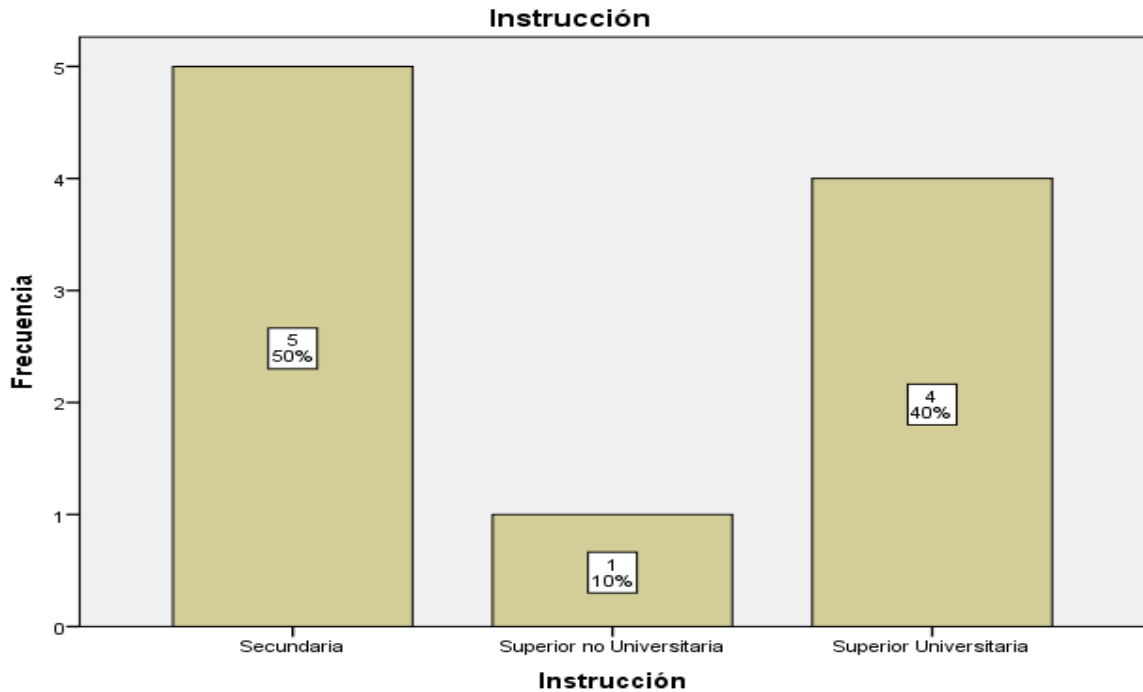 Instrucción
5
4
3
2
1
0
Frecuencia
5
50%
1
10%
4
40%
Secundaria
Superior no Universitaria
Superior Universitaria
Instrucción